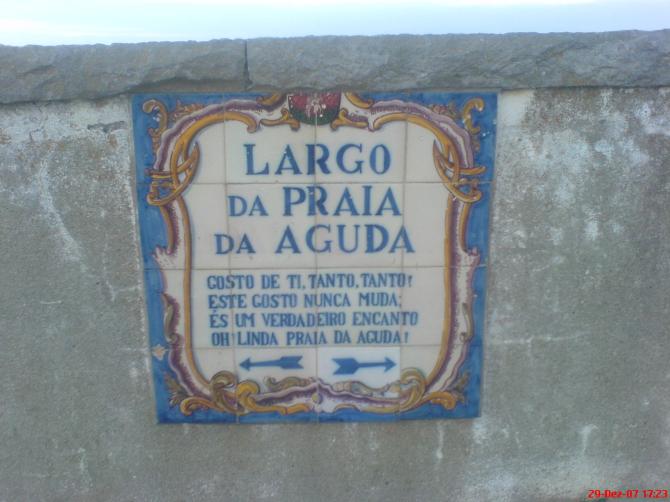 LARGO
DA PRAIA
DA AGUDA
GOSTO DE TI, TANTO, TANTO!
ESTE GOSTO NUNCA MUDA;
ÉS UM VERDADEIRO ENCANTO
OH! LINDA PRAIA DA AGUDA!
29-Dez-07 17:23